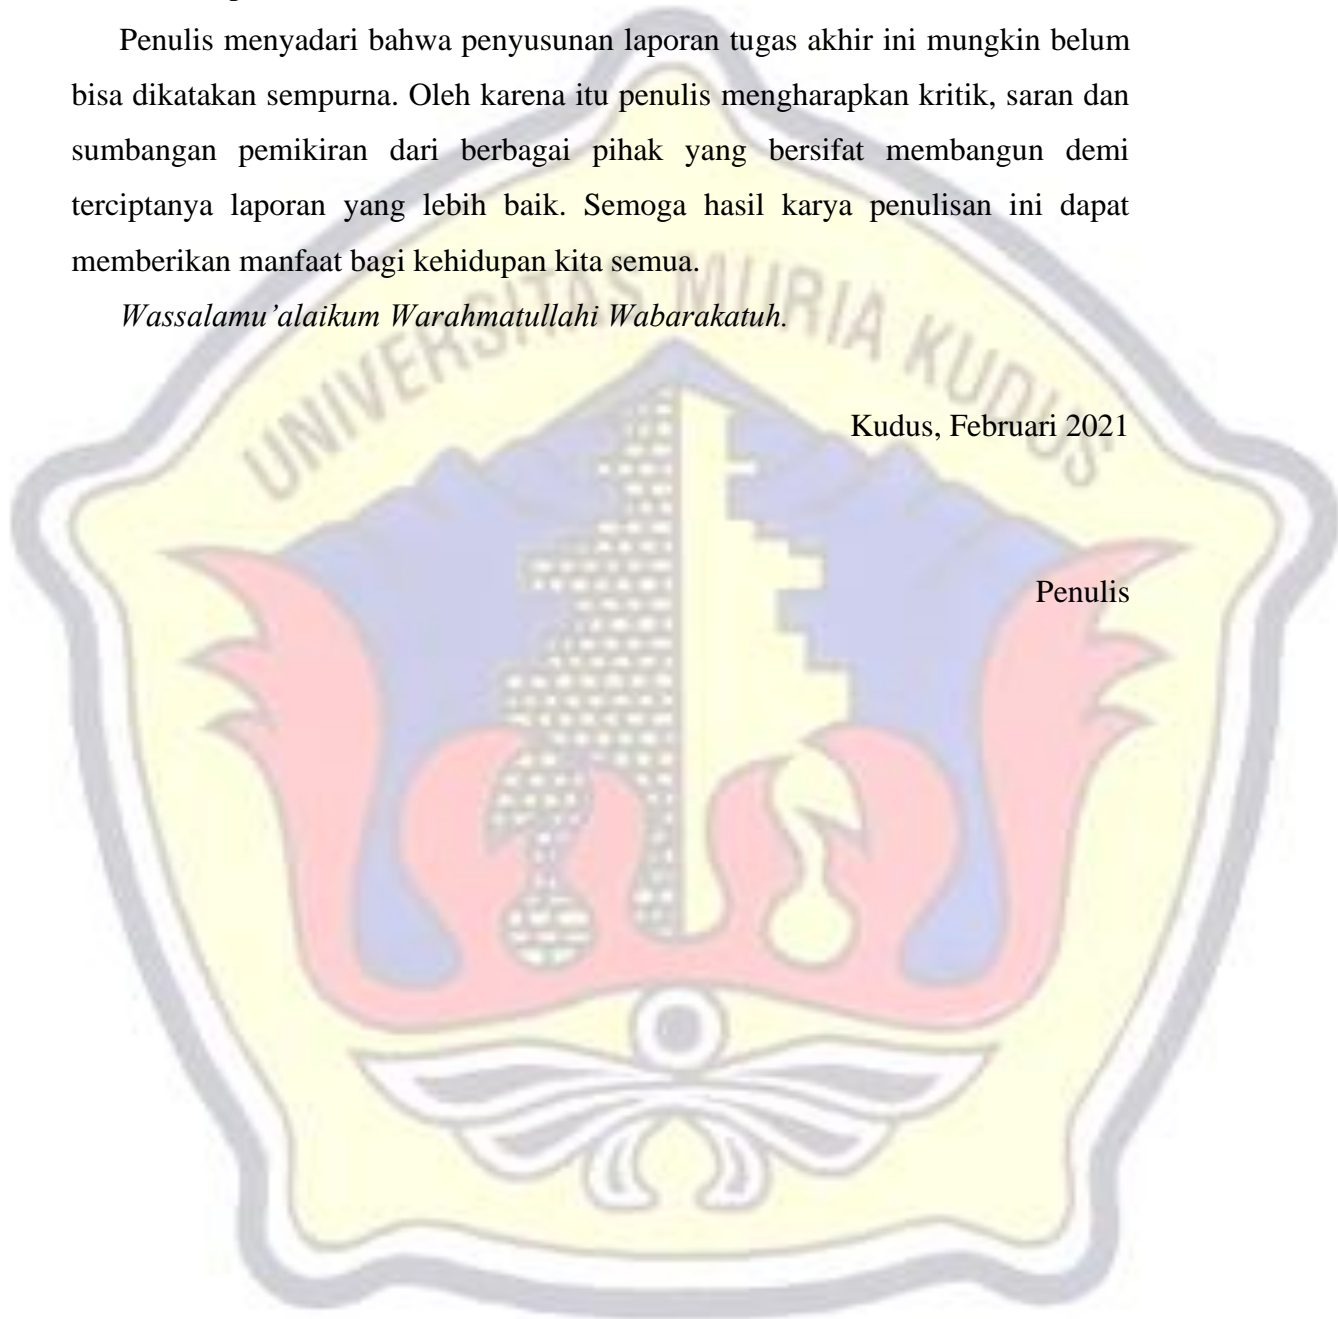 Penulis menyadari bahwa penyusunan laporan tugas akhir ini mungkin belum
bisa dikatakan sempurna. Oleh karena itu penulis mengharapkan kritik, saran dan
sumbangan pemikiran dari berbagai pihak yang bersifat membangun demi
terciptanya laporan yang lebih baik. Semoga hasil karya penulisan ini dapat
memberikan manfaat bagi kehidupan kita semua.
Wassalamu’alaikum Warahmatullahi Wabarakatuh.
UNIVERSITAS MURIA KUDUS
Kudus, Februari 2021
Penulis